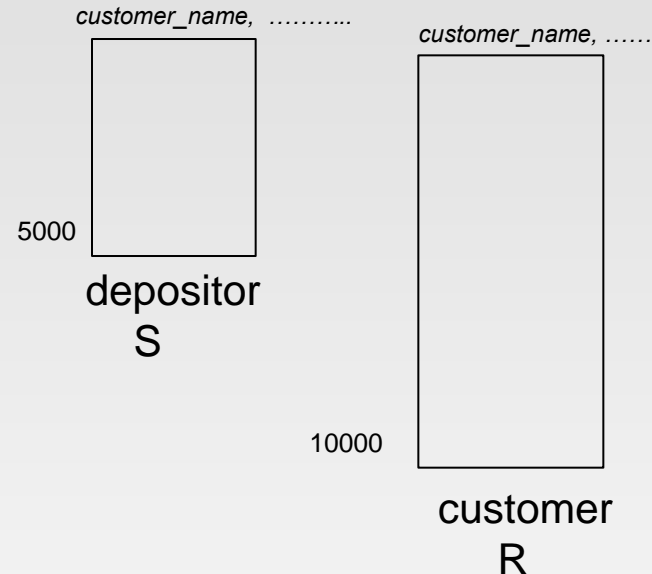 customer_name, ………..
5000
depositor
S
customer_name, ……
10000
customer
R